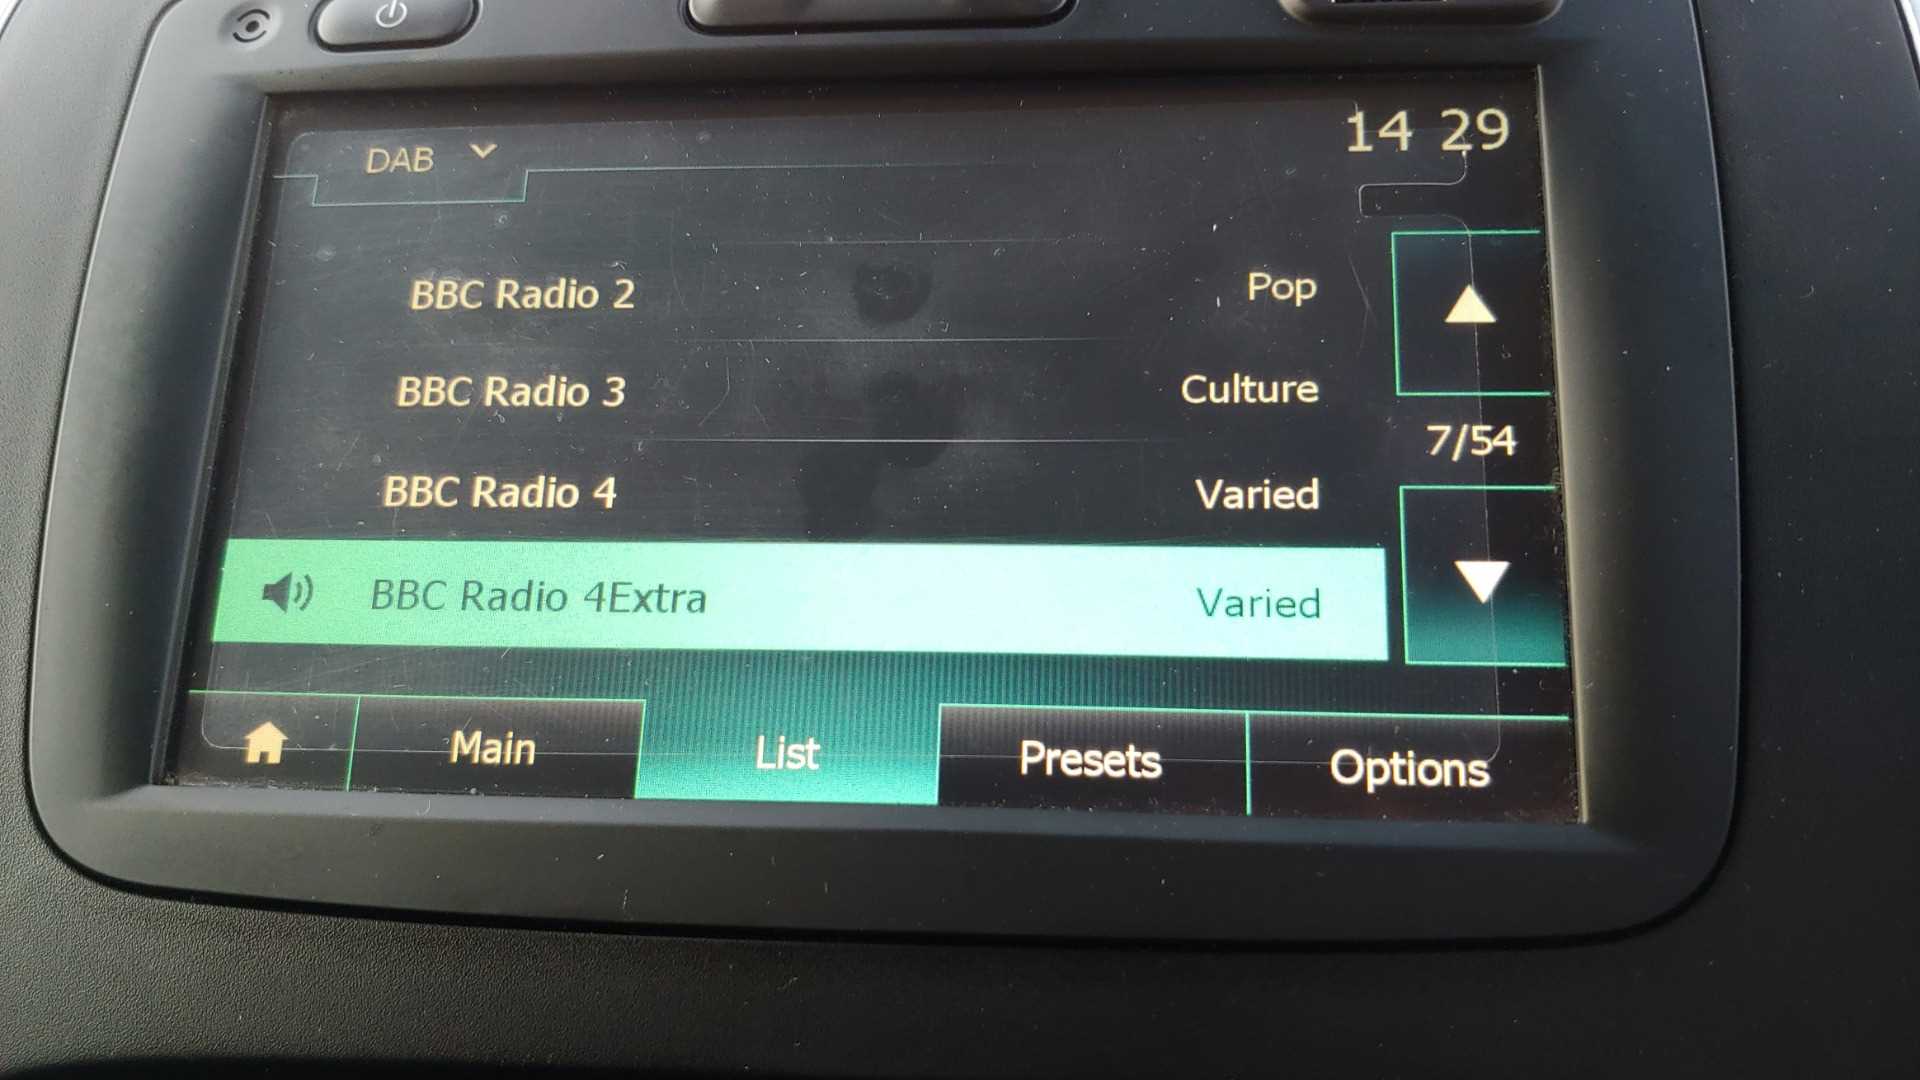 DAB
14 29
BBC Radio 2 Pop
BBC Radio 3 Culture
7/54
BBC Radio 4 Varied
BBC Radio 4Extra Varied
Main List Presets Options